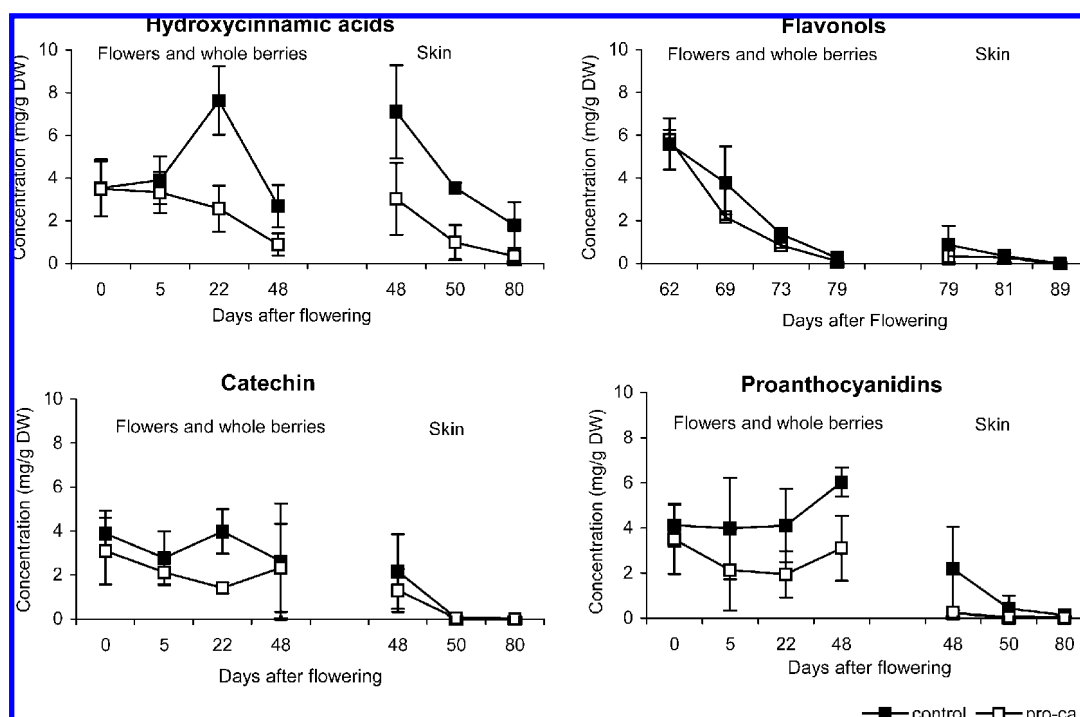 Hydroxycinnamic acids
Flowers and whole berries
Skin
Concentration (mg/g DW)
10
8
6
4
2
0
0 5 22 48 48 50 80
Days after flowering
Flavonols
Flowers and whole berries
Skin
Concentration (mg/g DW)
10
8
6
4
2
0
62 69 73 79 79 81 89
Days after Flowering
Catechin
Flowers and whole berries
Skin
Concentration (mg/g DW)
10
8
6
4
2
0
0 5 22 48 48 50 80
Days after flowering
Proanthocyanidins
Flowers and whole berries
Skin
Concentration (mg/g DW)
10
8
6
4
2
0
0 5 22 48 48 50 80
Days after flowering
control pro-ca